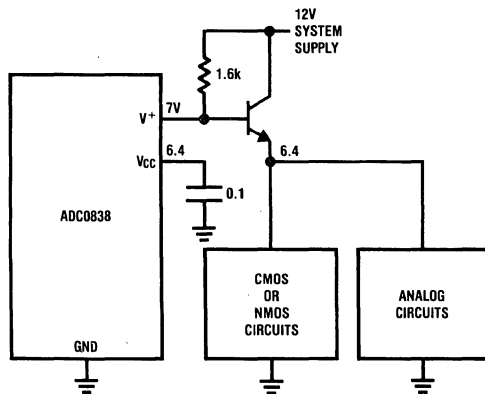 12V
SYSTEM
SUPPLY
1.6k
7V
V+
6.4
VCC
6.4
0.1
ADC0838
CMOS
OR
NMOS
CIRCUITS
ANALOG
CIRCUITS
GND